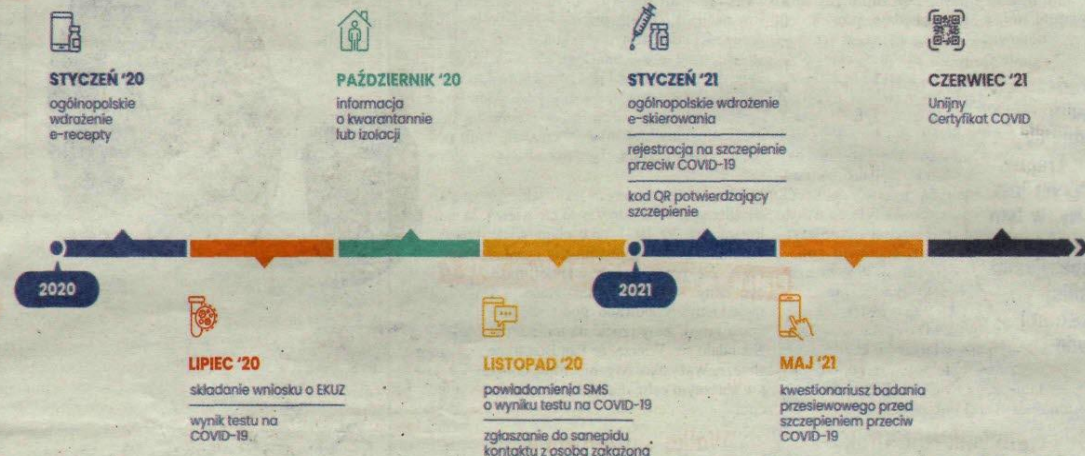 STYCZEŃ '20
ogólnopolskie
wdrożenie
e-recepty
PAŹDZIERNIK '20
informacja
o kwarantannie
lub izolacji
STYCZEŃ '21
ogólnopolskie wdrożenie
e-skierowania
rejestracja na szczepienie
przeciw COVID-19
kod QR potwierdzający
szczepienie
CZERWIEC '21
Unijny
Certyfikat COVID
2020
2021
LIPIEC '20
składanie wniosku o EKUZ
wynik testu na
COVID-19
LISTOPAD '20
powiadomienia SMS
o wyniku testu na COVID-19
zgłaszanie do sanepidu
kontaktu z osobą zakażoną
MAJ '21
kwestionariusz badania
przesiewowego przed
szczepieniem przeciw
COVID-19